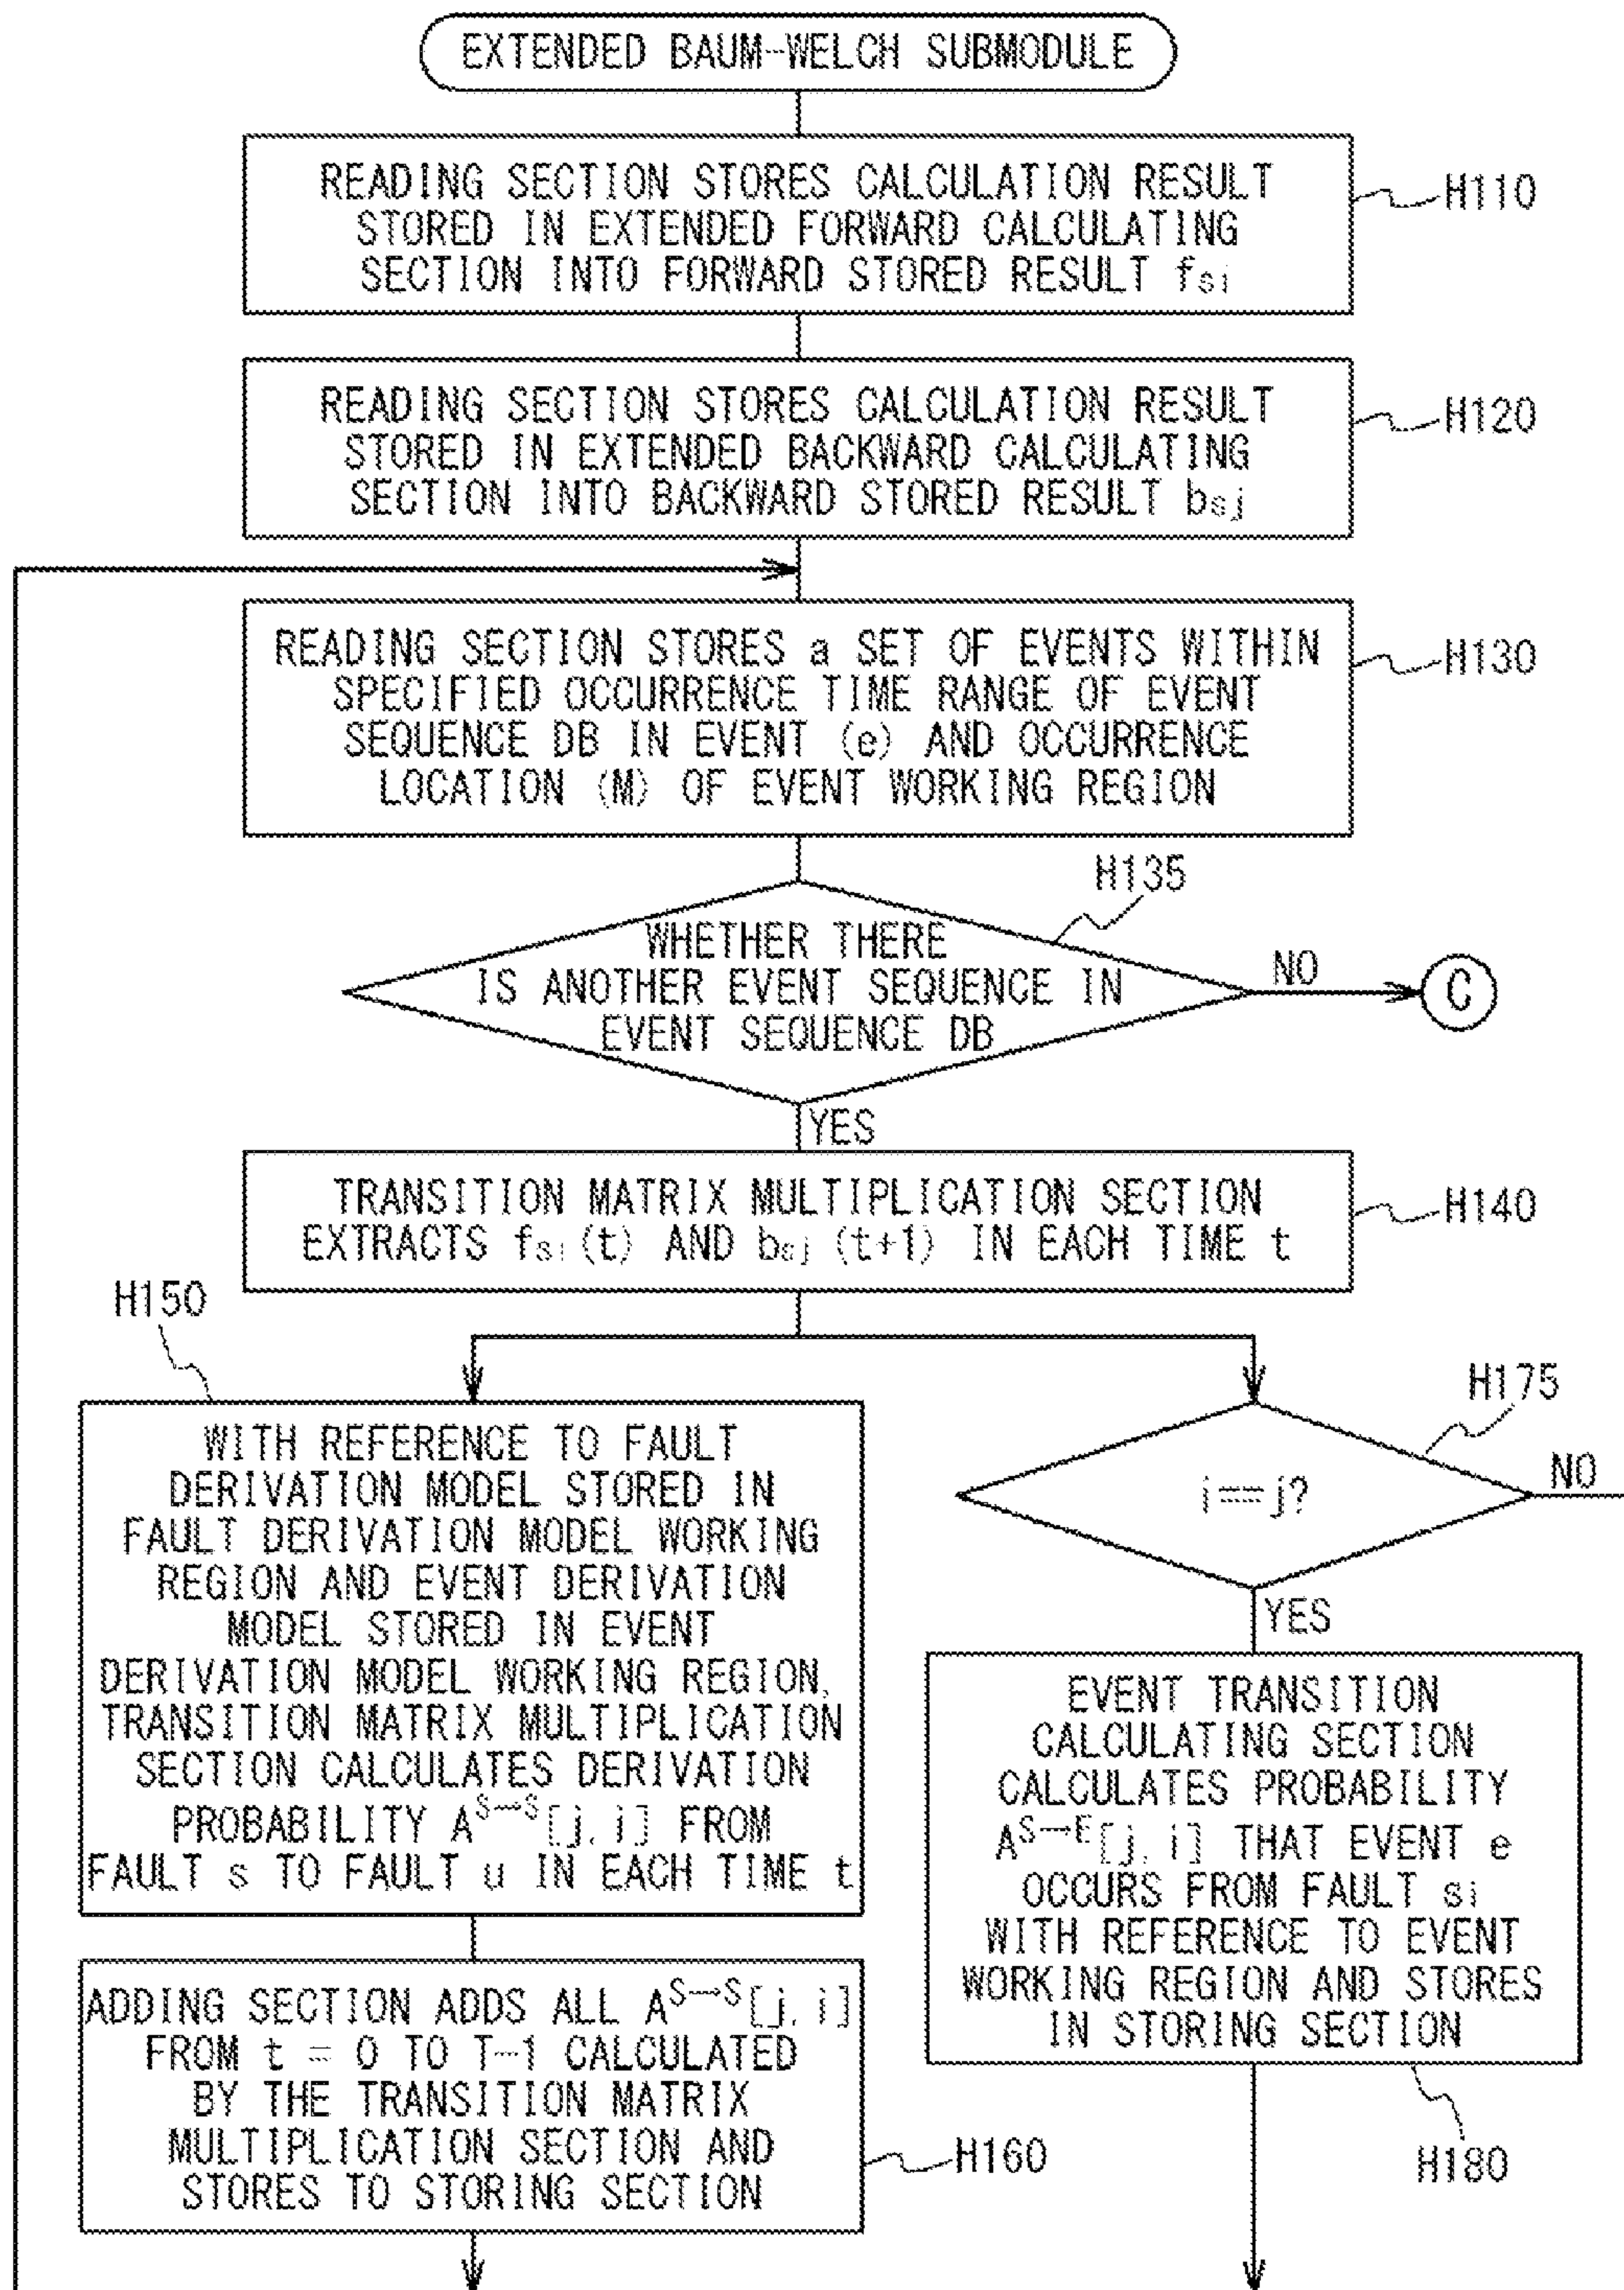 EXTENDED BAUM-WELCH SUBMODULE
READING SECTION STORES CALCULATION RESULT
STORED IN EXTENDED FORWARD CALCULATING
SECTION INTO FORWARD STORED RESULT fsi
H110
READING SECTION STORES CALCULATION RESULT
STORED IN EXTENDED BACKWARD CALCULATING
SECTION INTO BACKWARD STORED RESULT bsj
H120
READING SECTION STORES a SET OF EVENTS WITHIN
SPECIFIED OCCURRENCE TIME RANGE OF EVENT
SEQUENCE DB IN EVENT (e) AND OCCURRENCE
LOCATION (M) OF EVENT WORKING REGION
H130
H135
WHETHER THERE
IS ANOTHER EVENT SEQUENCE IN
EVENT SEQUENCE DB
NO
C
YES
TRANSITION MATRIX MULTIPLICATION SECTION
EXTRACTS fsi(t) AND bsj(t+1) IN EACH TIME t
H140
H150
WITH REFERENCE TO FAULT
DERIVATION MODEL STORED IN
FAULT DERIVATION MODEL WORKING
REGION AND EVENT DERIVATION
MODEL STORED IN EVENT
DERIVATION MODEL WORKING REGION,
TRANSITION MATRIX MULTIPLICATION
SECTION CALCULATES DERIVATION
PROBABILITY A^S→S[j,i] FROM
FAULT s TO FAULT u IN EACH TIME t
H175
i==j?
NO
YES
EVENT TRANSITION
CALCULATING SECTION
CALCULATES PROBABILITY
A^S→E[j,i] THAT EVENT e
OCCURS FROM FAULT si
WITH REFERENCE TO EVENT
WORKING REGION AND STORES
IN STORING SECTION
H180
ADDING SECTION ADDS ALL A^S→S[j,i]
FROM t = 0 TO T-1 CALCULATED
BY THE TRANSITION MATRIX
MULTIPLICATION SECTION AND
STORES TO STORING SECTION
H160